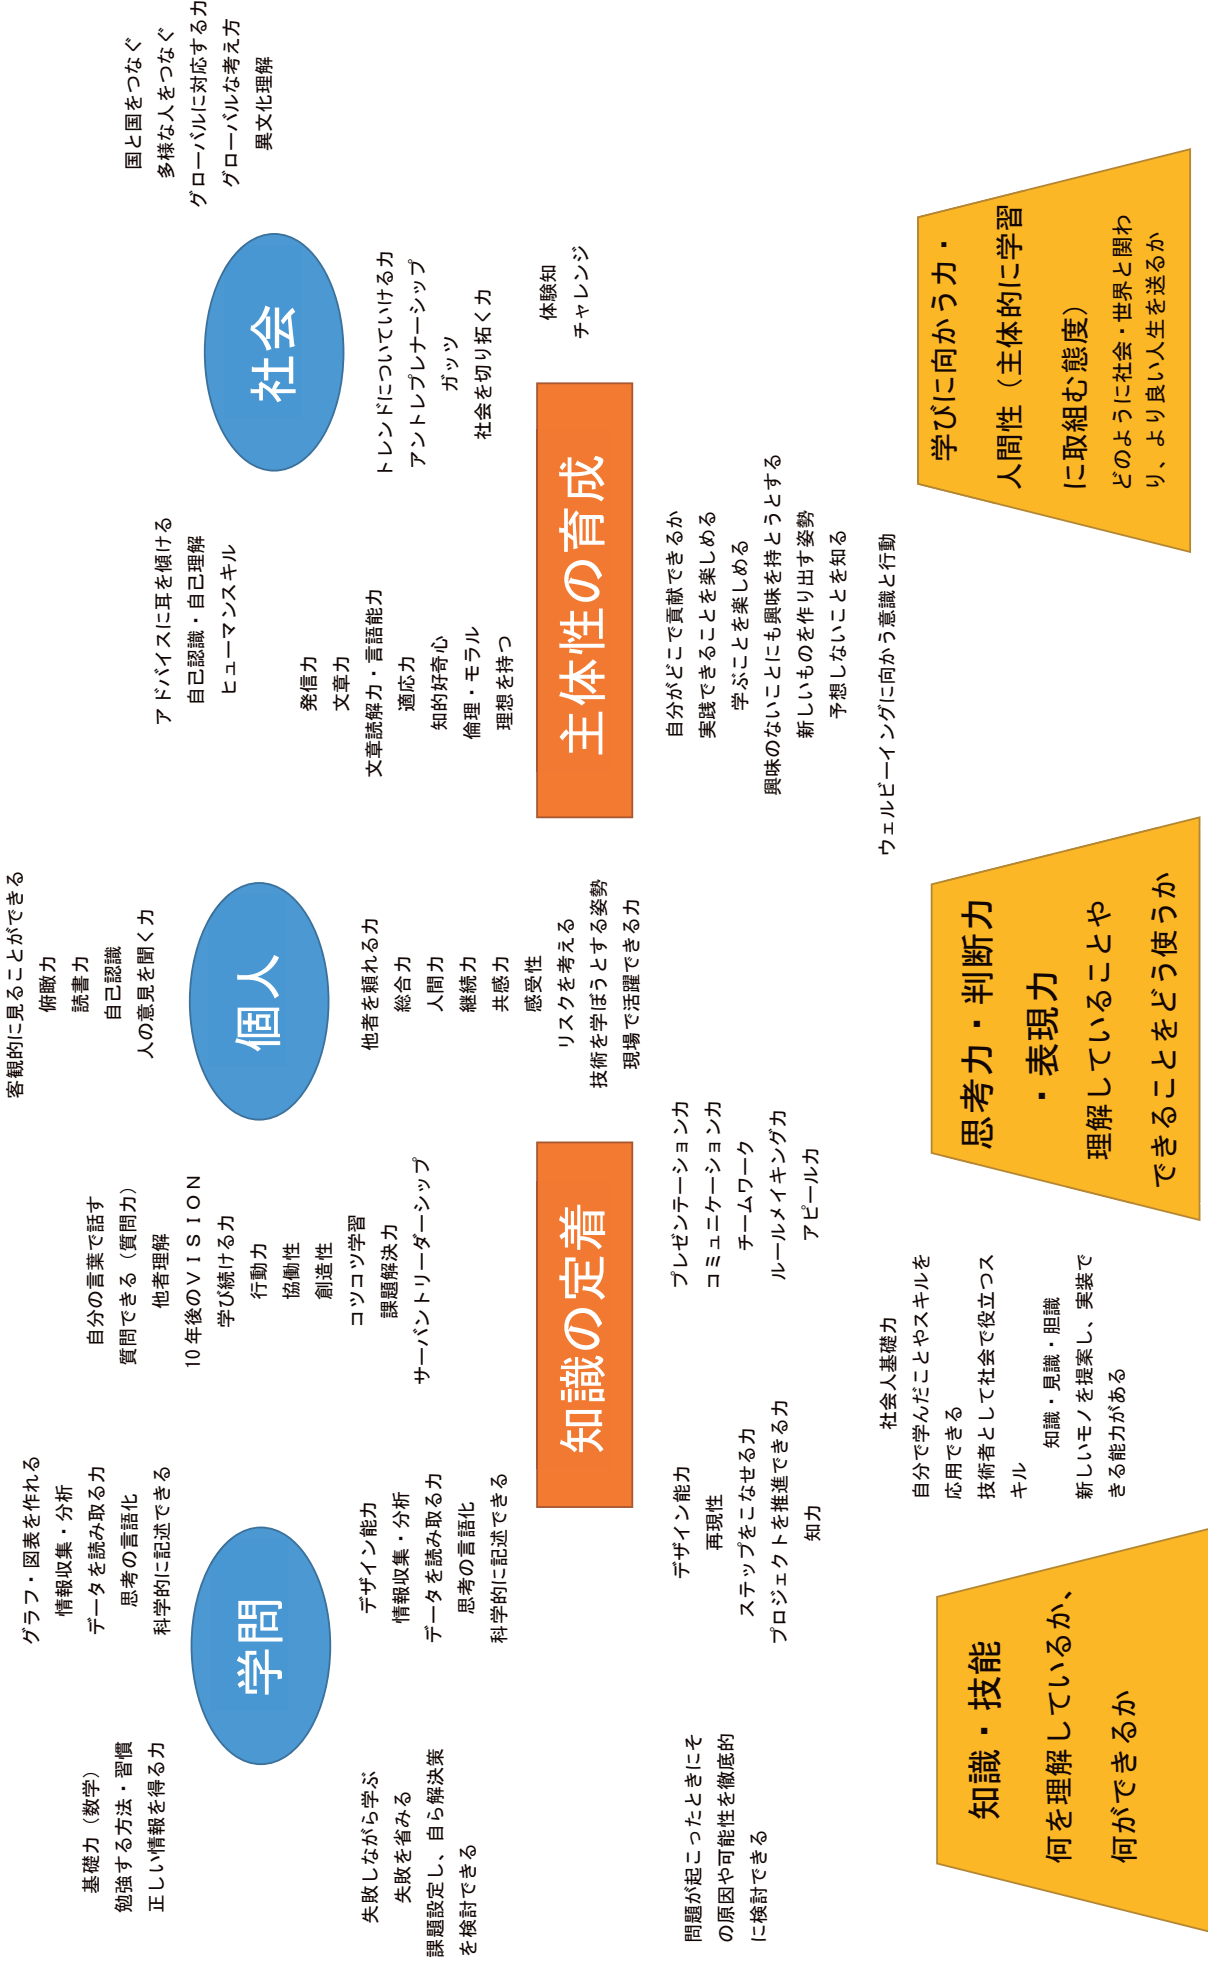 グラフ・図表を作れる
情報収集・分析
データを読み取る力
思考の言語化
科学的に記述できる
基礎力（数学）
勉強する方法・習慣
正しい情報を得る力
学問
デザイン能力
情報収集・分析
データを読み取る力
思考の言語化
科学的に記述できる
失敗しながら学ぶ
失敗を省みる
課題設定し、自ら解決策
を検討できる
自分の言葉で話す
質問できる（質問力）
他者理解
10年後のＶＩＳＩＯＮ
学び続ける力
行動力
協働性
創造性
コツコツ学習
課題解決力
サーバントリーダーシップ
客観的に見ることができる
俯瞰力
読書力
自己認識
人の意見を聞く力
個人
他者を頼れる力
総合力
人間力
継続力
共感力
感受性
リスクを考える
技術を学ぼうとする姿勢
現場で活躍できる力
アドバイスに耳を傾ける
自己認識・自己理解
ヒューマンスキル
発信力
文章力
文章読解力・言語能力
適応力
知的好奇心
倫理・モラル
理想を持つ
国と国をつなぐ
多様な人をつなぐ
グローバルに対応する力
グローバルな考え方
異文化理解
社会
トレンドについていける力
アントレプレナーシップ
ガッツ
社会を切り拓く力
体験知
チャレンジ
知識の定着
主体性の育成
問題が起こったときにそ
の原因や可能性を徹底的
に検討できる
デザイン能力
再現性
ステップをこなせる力
プロジェクトを推進できる力
知力
プレゼンテーション力
コミュニケーション力
チームワーク
ルールメイキング力
アピール力
自分がどこで貢献できるか
実践できることを楽しめる
学ぶことを楽しめる
興味のないことにも興味を持とうとする
新しいものを作り出す姿勢
予想しないことを知る
ウェルビーイングに向かう意識と行動
社会人基礎力
自分で学んだことやスキルを
応用できる
技術者として社会で役立つス
キル
知識・見識・胆識
新しいモノを提案し、実装で
きる能力がある
知識・技能
何を理解しているか、
何ができるか
思考力・判断力
・表現力
理解していることや
できることをどう使うか
学びに向かう力・
人間性（主体的に学習
に取組む態度）
どのように社会・世界と関わ
り、より良い人生を送るか